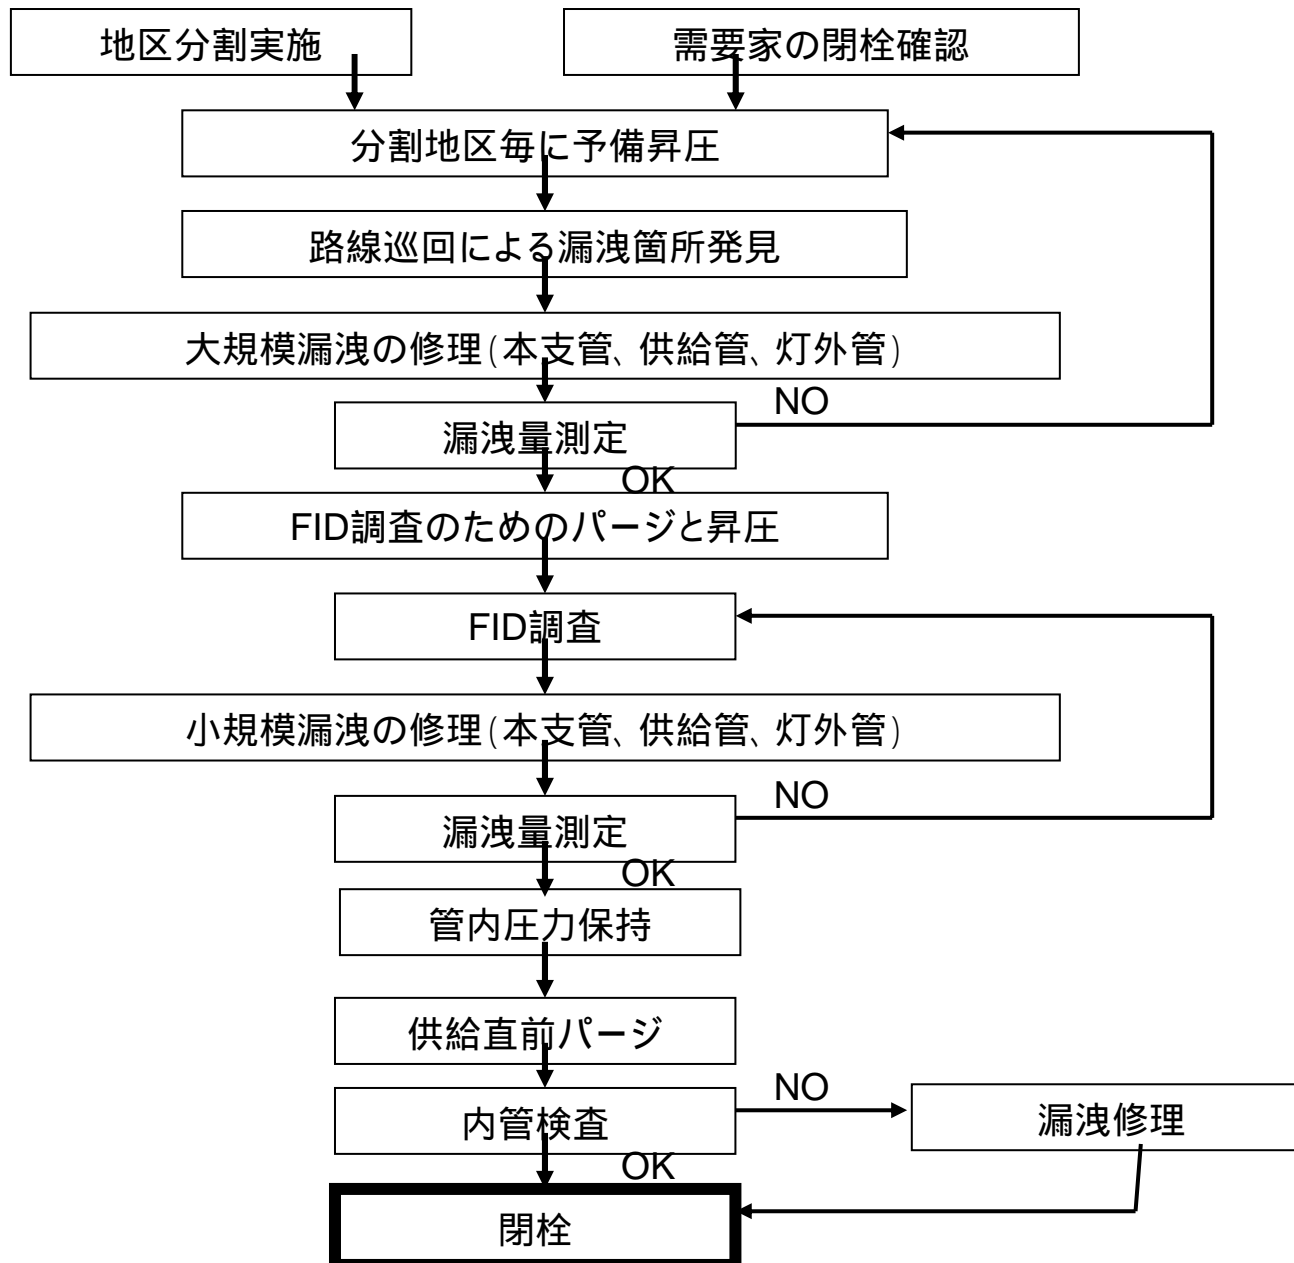 地区分割実施
需要家の閉栓確認
分割地区毎に予備昇圧
路線巡回による漏洩箇所発見
大規模漏洩の修理(本支管、供給管、灯外管)
NO
漏洩量測定
OK
FID調査のためのパージと昇圧
FID調査
小規模漏洩の修理(本支管、供給管、灯外管)
NO
漏洩量測定
OK
管内圧力保持
供給直前パージ
NO
内管検査
漏洩修理
OK
閉栓